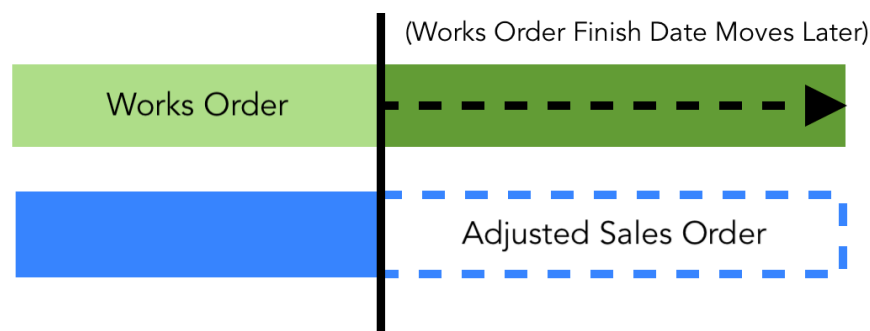 (Works Order Finish Date Moves Later)
Works Order
Adjusted Sales Order